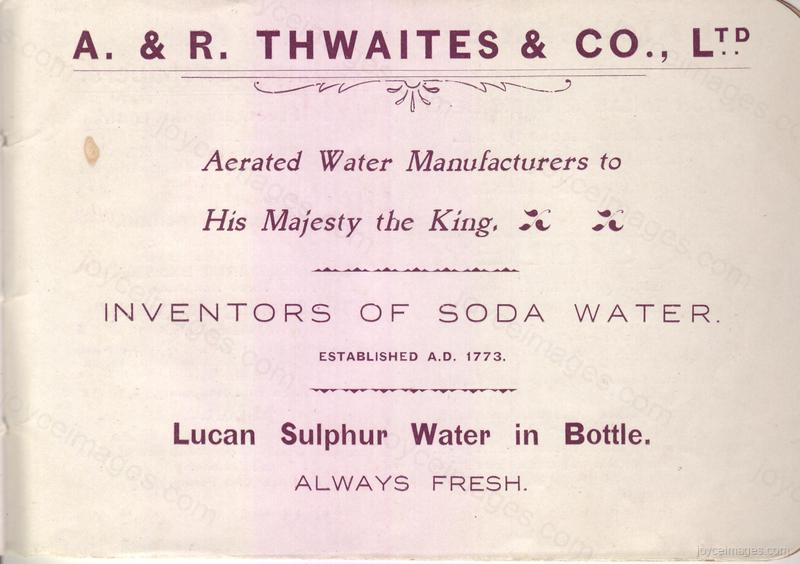 A. & R. THWAITES & CO., LTD
Aerated Water Manufacturers to
His Majesty the King.
INVENTORS OF SODA WATER.
ESTABLISHED A.D. 1773.
Lucan Sulphur Water in Bottle.
ALWAYS FRESH.
joyceimages.com